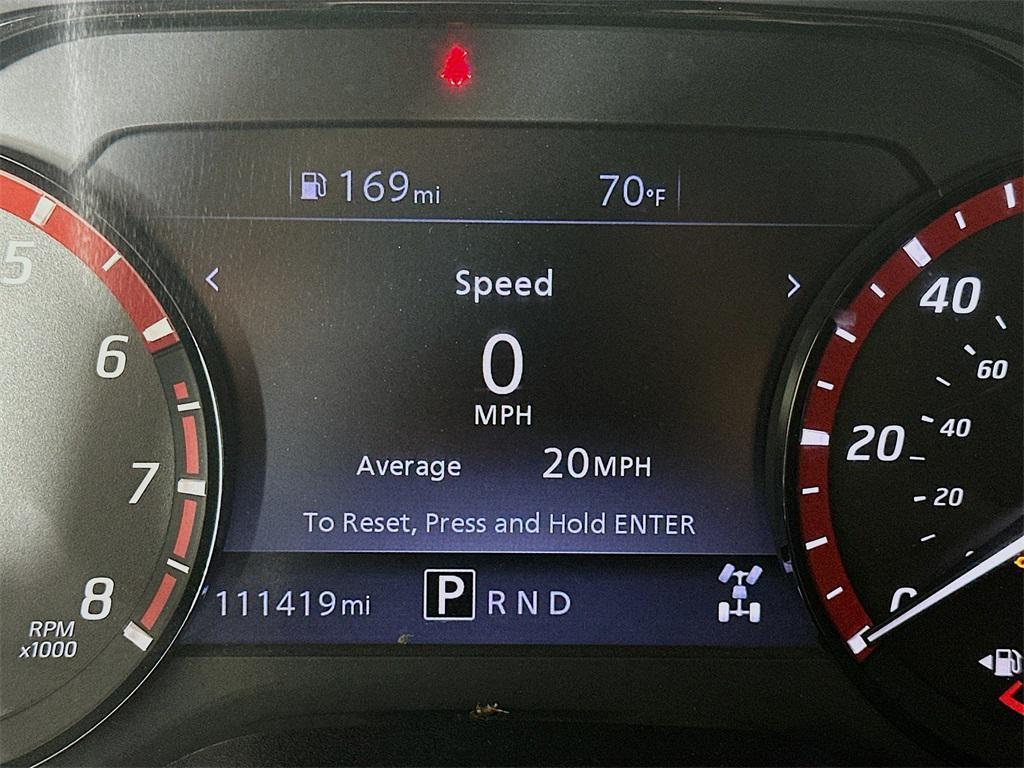 169mi 70°F
< Speed >
0
MPH
Average 20MPH
To Reset, Press and Hold ENTER
111419mi P R N D
5
6
7
8
RPM
x1000
40
60
20
40
20
0